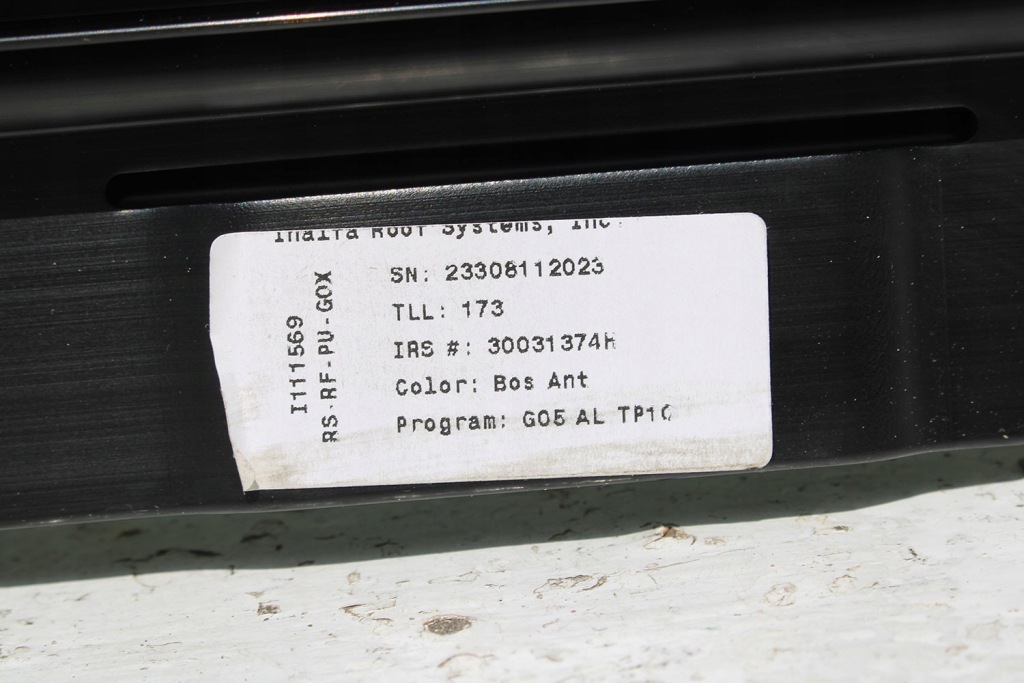 Inalfa Roof Systems, Inc.
SN: 23308112023
TLL: 173
IRS #: 30031374H
Color: Bos Ant
Program: G05 AL TP10
I111569
RS-RF-PU-GOX